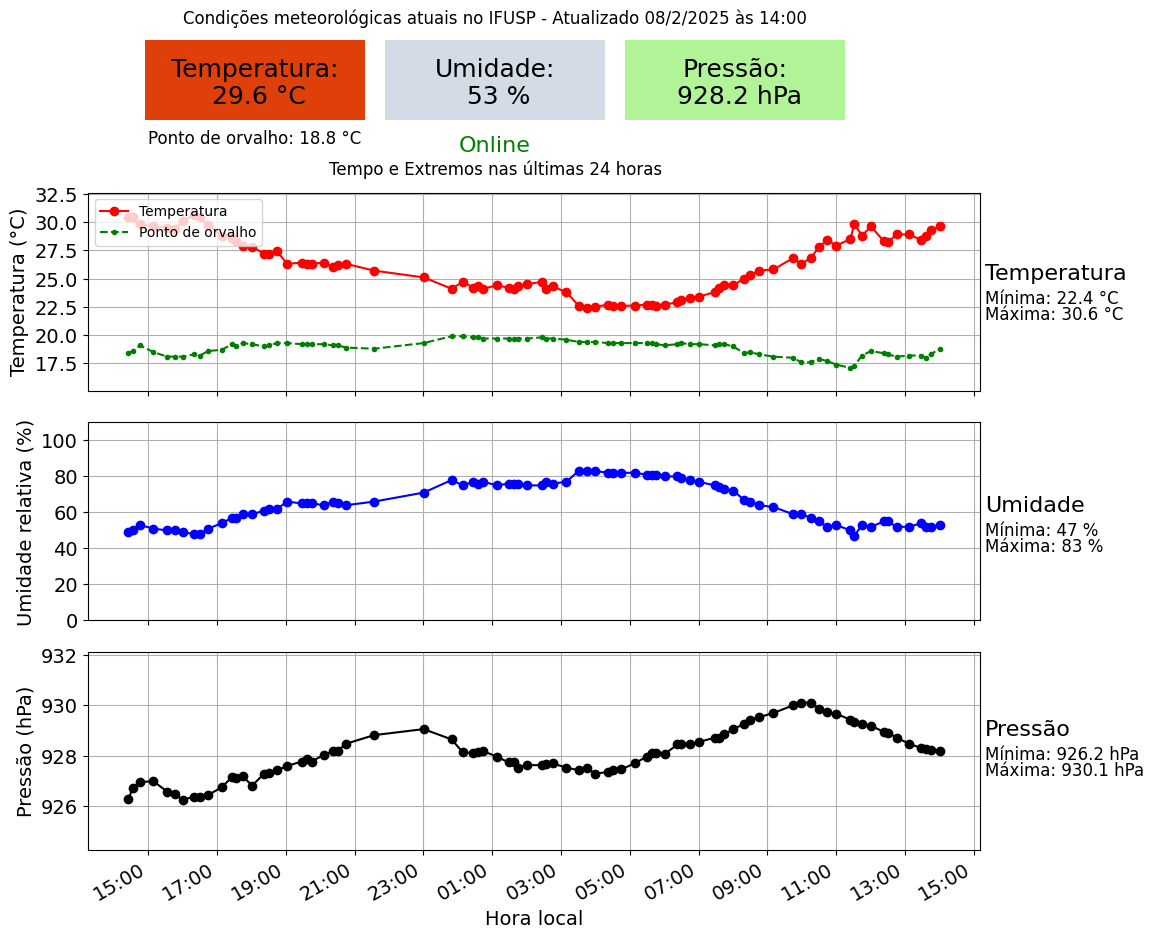 Condições meteorológicas atuais no IFUSP - Atualizado 08/2/2025 às 14:00
Temperatura:
29.6 °C
Umidade:
53 %
Pressão:
928.2 hPa
Ponto de orvalho: 18.8 °C
Online
Tempo e Extremos nas últimas 24 horas
Temperatura (°C)
32.5
30.0
27.5
25.0
22.5
20.0
17.5
Temperatura
Ponto de orvalho
Temperatura
Mínima: 22.4 °C
Máxima: 30.6 °C
Umidade relativa (%)
100
80
60
40
20
0
Umidade
Mínima: 47 %
Máxima: 83 %
Pressão (hPa)
932
930
928
926
Pressão
Mínima: 926.2 hPa
Máxima: 930.1 hPa
15:00 17:00 19:00 21:00 23:00 01:00 03:00 05:00 07:00 09:00 11:00 13:00 15:00
Hora local